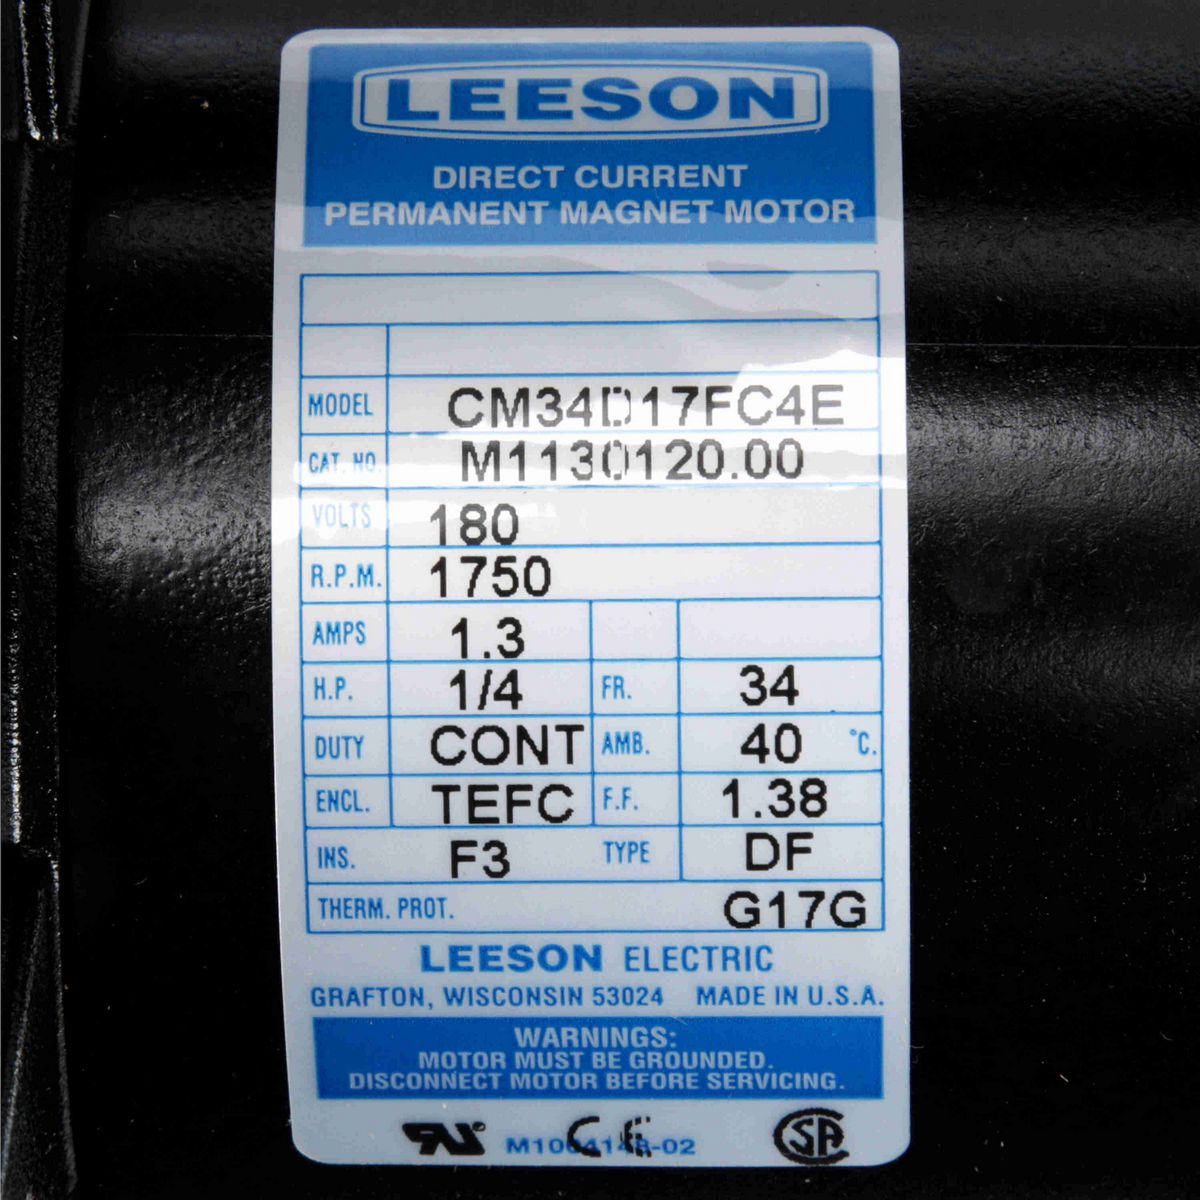 LEESON
DIRECT CURRENT
PERMANENT MAGNET MOTOR
MODEL CM34D17FC4E
CAT. NO. M1130120.00
VOLTS 180
R.P.M. 1750
AMPS 1.3
H.P. 1/4 FR. 34
DUTY CONT AMB. 40 °C.
ENCL. TEFC F.F. 1.38
INS. F3 TYPE DF
THERM. PROT. G17G
LEESON ELECTRIC
GRAFTON, WISCONSIN 53024 MADE IN U.S.A.
WARNINGS:
MOTOR MUST BE GROUNDED.
DISCONNECT MOTOR BEFORE SERVICING.
CE SA